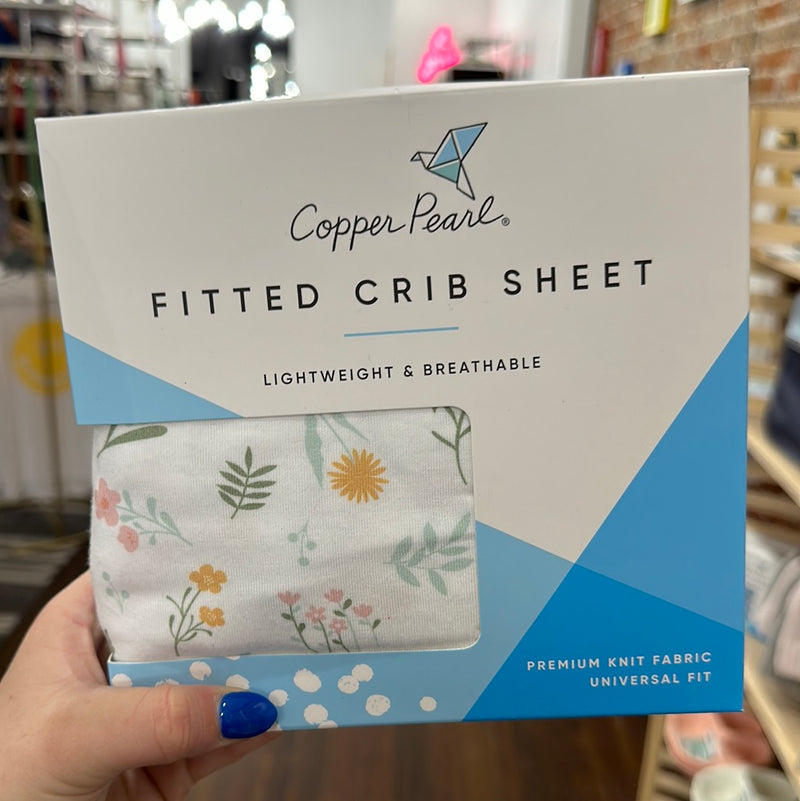 Copper Pearl®
FITTED CRIB SHEET
LIGHTWEIGHT & BREATHABLE
PREMIUM KNIT FABRIC
UNIVERSAL FIT